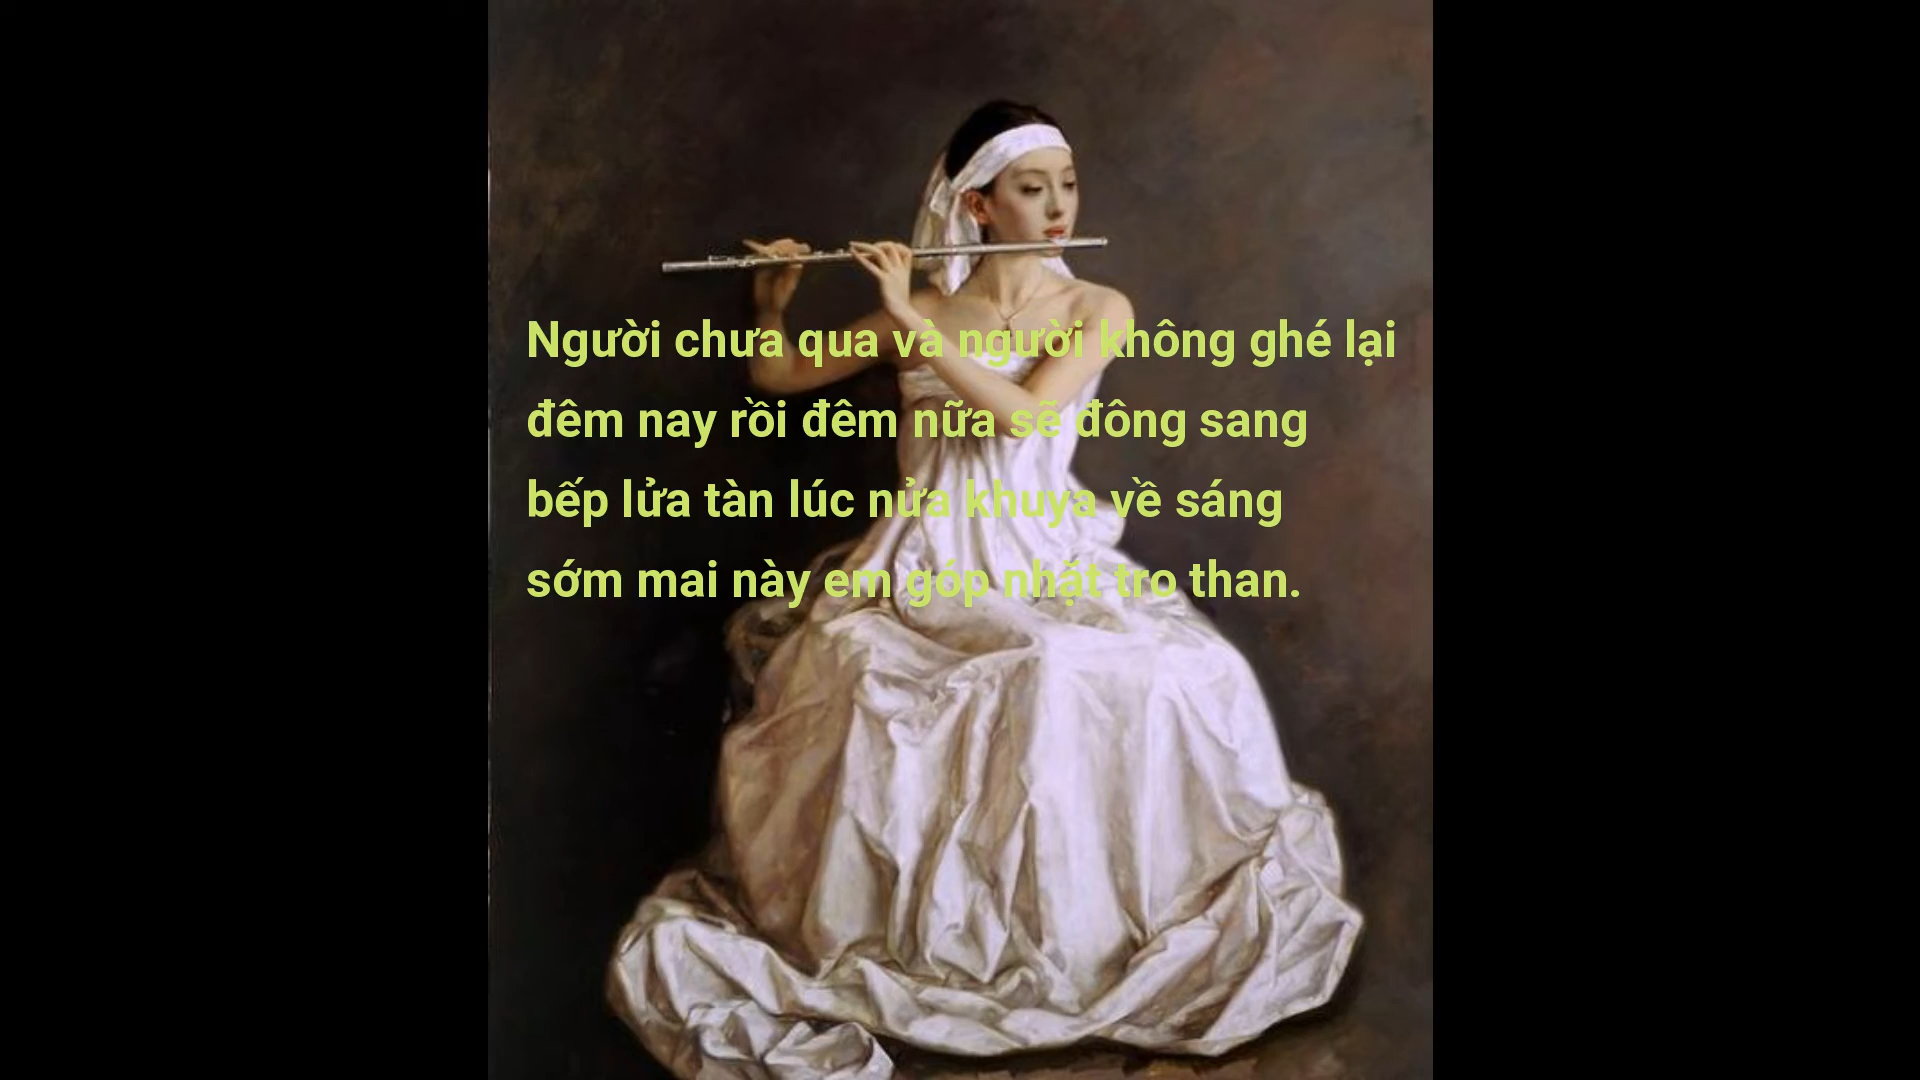 Người chưa qua và người không ghé lại
đêm nay rồi đêm nữa sẽ đông sang
bếp lửa tàn lúc nửa khuya về sáng
sớm mai này em góp nhặt tro than.